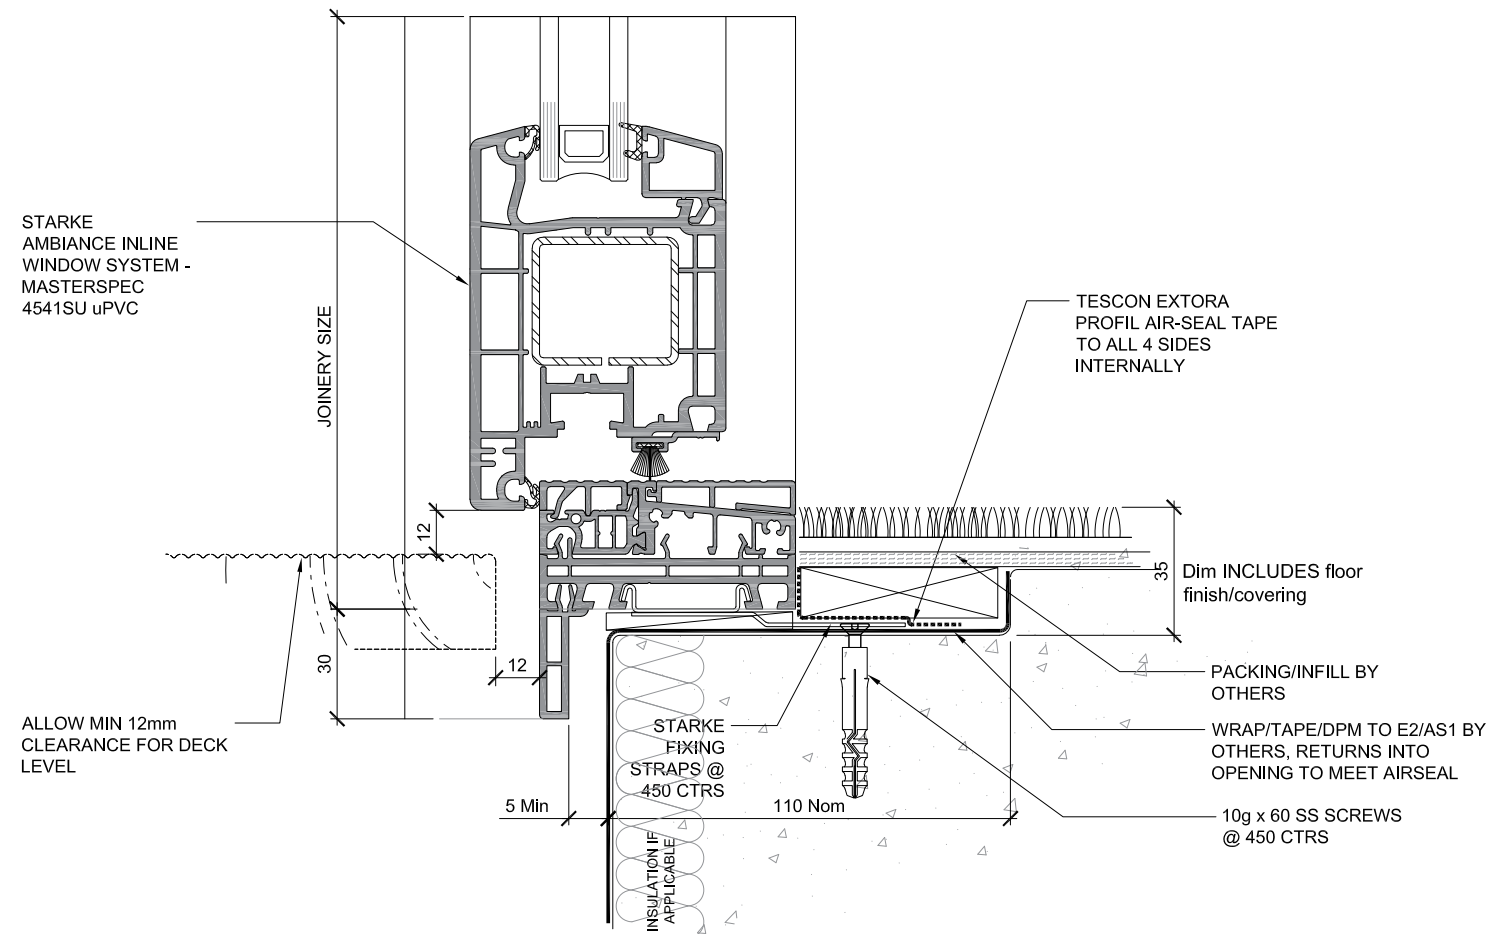 STARKE
AMBIANCE INLINE
WINDOW SYSTEM -
MASTERSPEC
4541SU uPVC
JOINERY SIZE
TESCON EXTORA
PROFIL AIR-SEAL TAPE
TO ALL 4 SIDES
INTERNALLY
12
35
Dim INCLUDES floor
finish/covering
30
12
PACKING/INFILL BY
OTHERS
ALLOW MIN 12mm
CLEARANCE FOR DECK
LEVEL
STARKE
FIXING
STRAPS @
450 CTRS
WRAP/TAPE/DPM TO E2/AS1 BY
OTHERS, RETURNS INTO
OPENING TO MEET AIRSEAL
5 Min
110 Nom
10g x 60 SS SCREWS
@ 450 CTRS
INSULATION IF
APPLICABLE